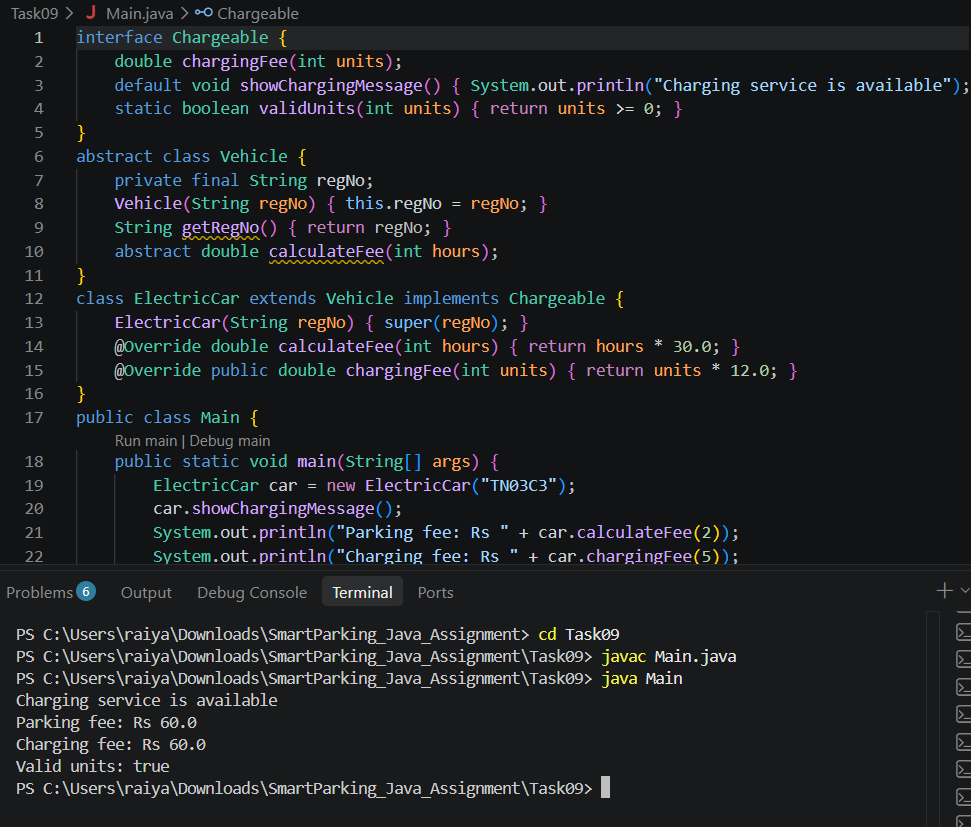 Task09 > J Main.java > Chargeable
1 interface Chargeable {
2     double chargingFee(int units);
3     default void showChargingMessage() { System.out.println("Charging service is available");
4     static boolean validUnits(int units) { return units >= 0; }
5 }
6 abstract class Vehicle {
7     private final String regNo;
8     Vehicle(String regNo) { this.regNo = regNo; }
9     String getRegNo() { return regNo; }
10     abstract double calculateFee(int hours);
11 }
12 class ElectricCar extends Vehicle implements Chargeable {
13     ElectricCar(String regNo) { super(regNo); }
14     @Override double calculateFee(int hours) { return hours * 30.0; }
15     @Override public double chargingFee(int units) { return units * 12.0; }
16 }
17 public class Main {
Run main | Debug main
18     public static void main(String[] args) {
19         ElectricCar car = new ElectricCar("TN03C3");
20         car.showChargingMessage();
21         System.out.println("Parking fee: Rs " + car.calculateFee(2));
22         System.out.println("Charging fee: Rs " + car.chargingFee(5));
Problems 6 Output Debug Console Terminal Ports
PS C:\Users\raiya\Downloads\SmartParking_Java_Assignment> cd Task09
PS C:\Users\raiya\Downloads\SmartParking_Java_Assignment\Task09> javac Main.java
PS C:\Users\raiya\Downloads\SmartParking_Java_Assignment\Task09> java Main
Charging service is available
Parking fee: Rs 60.0
Charging fee: Rs 60.0
Valid units: true
PS C:\Users\raiya\Downloads\SmartParking_Java_Assignment\Task09>